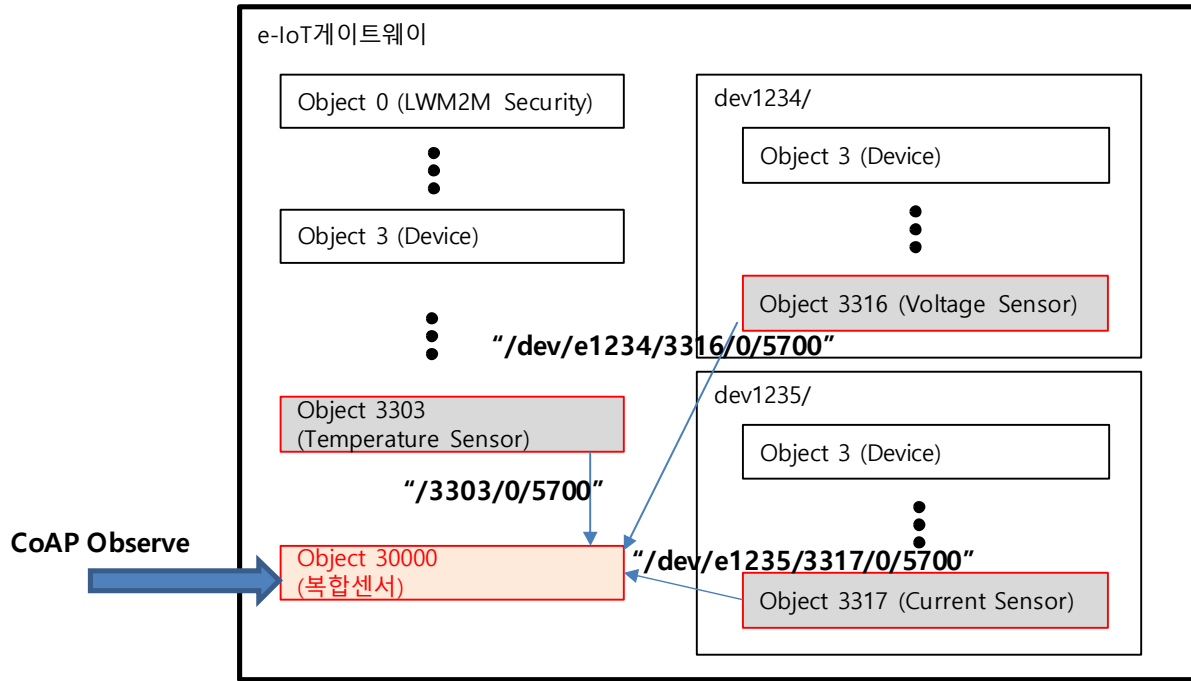 e-IoT게이트웨이
Object 0 (LWM2M Security)
Object 3 (Device)
Object 3303
(Temperature Sensor)
"/3303/0/5700"
CoAP Observe
Object 30000
(복합센서)
dev1234/
Object 3 (Device)
Object 3316 (Voltage Sensor)
"/dev/e1234/3316/0/5700"
dev1235/
Object 3 (Device)
"/dev/e1235/3317/0/5700"
Object 3317 (Current Sensor)